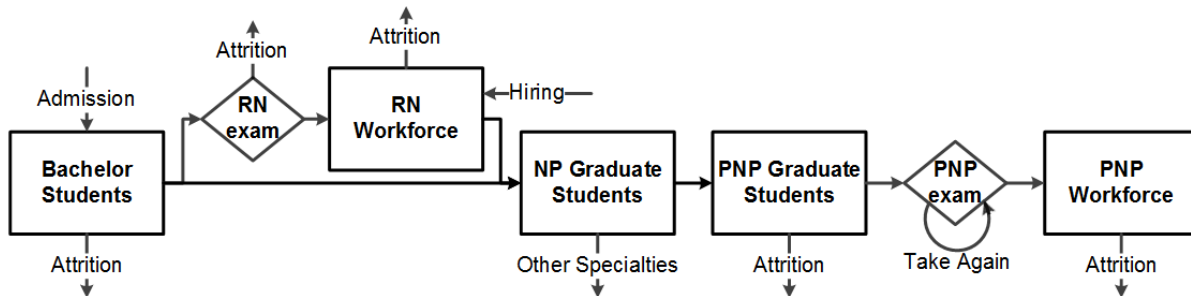 Attrition
Attrition
Admission
RN
exam
RN
Workforce
Hiring
Bachelor
Students
NP Graduate
Students
PNP Graduate
Students
PNP
exam
PNP
Workforce
Attrition
Other Specialties
Attrition
Take Again
Attrition